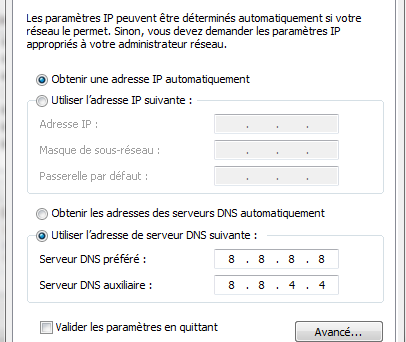 Les paramètres IP peuvent être déterminés automatiquement si votre
réseau le permet. Sinon, vous devez demander les paramètres IP
appropriés à votre administrateur réseau.
Obtenir une adresse IP automatiquement
Utiliser l'adresse IP suivante :
Adresse IP : . . .
Masque de sous-réseau : . . .
Passerelle par défaut : . . .
Obtenir les adresses des serveurs DNS automatiquement
Utiliser l'adresse de serveur DNS suivante :
Serveur DNS préféré : 8 . 8 . 8 . 8
Serveur DNS auxiliaire : 8 . 8 . 4 . 4
Valider les paramètres en quittant
Avancé...